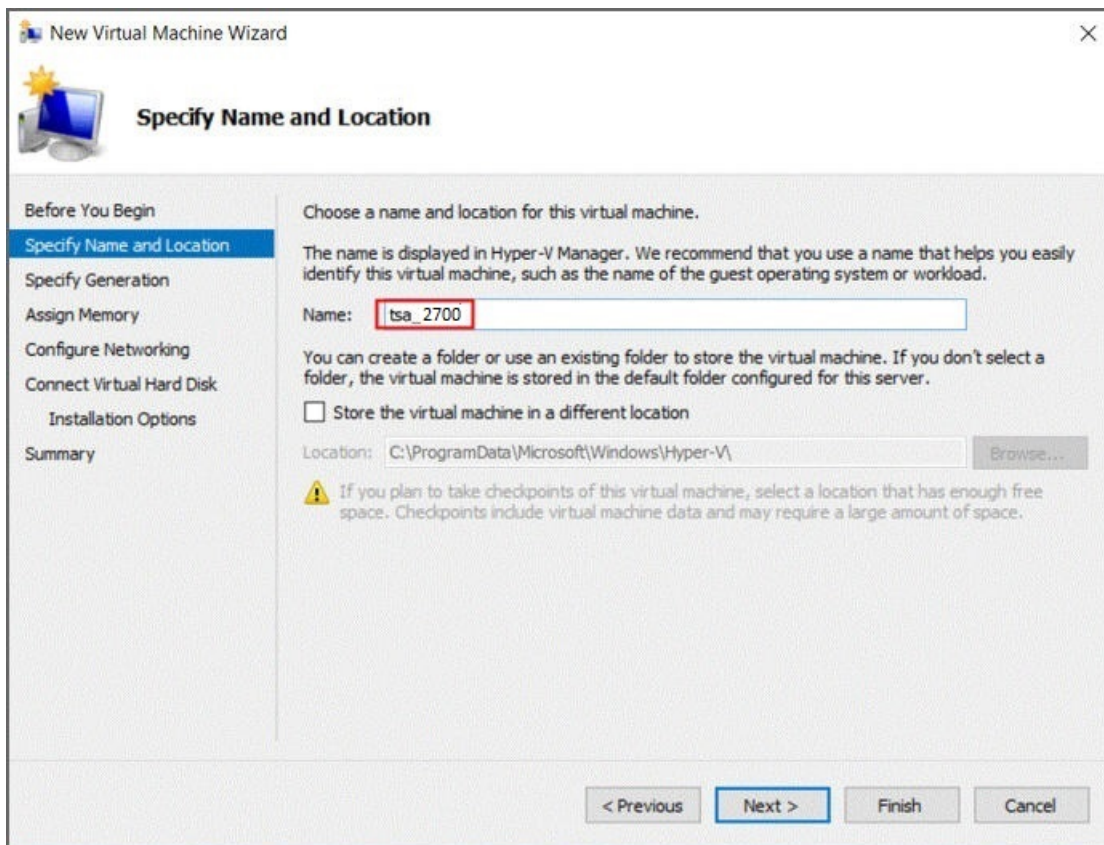 New Virtual Machine Wizard
Specify Name and Location
Before You Begin
Specify Name and Location
Specify Generation
Assign Memory
Configure Networking
Connect Virtual Hard Disk
Installation Options
Summary
Choose a name and location for this virtual machine.
The name is displayed in Hyper-V Manager. We recommend that you use a name that helps you easily
identify this virtual machine, such as the name of the guest operating system or workload.
Name: tsa_2700
You can create a folder or use an existing folder to store the virtual machine. If you don't select a
folder, the virtual machine is stored in the default folder configured for this server.
Store the virtual machine in a different location
Location: C:\ProgramData\Microsoft\Windows\Hyper-V\ Browse...
If you plan to take checkpoints of this virtual machine, select a location that has enough free
space. Checkpoints include virtual machine data and may require a large amount of space.
< Previous Next > Finish Cancel